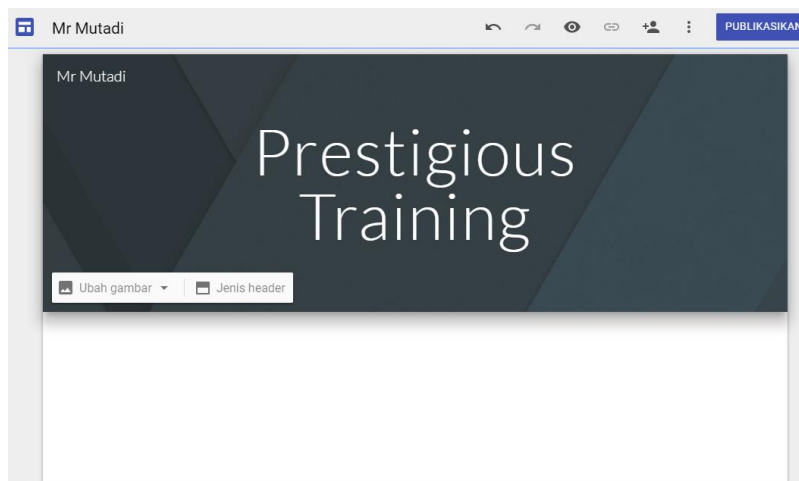 Mr Mutadi
PUBLIKASIKAN
Mr Mutadi
Prestigious
Training
Ubah gambar
Jenis header